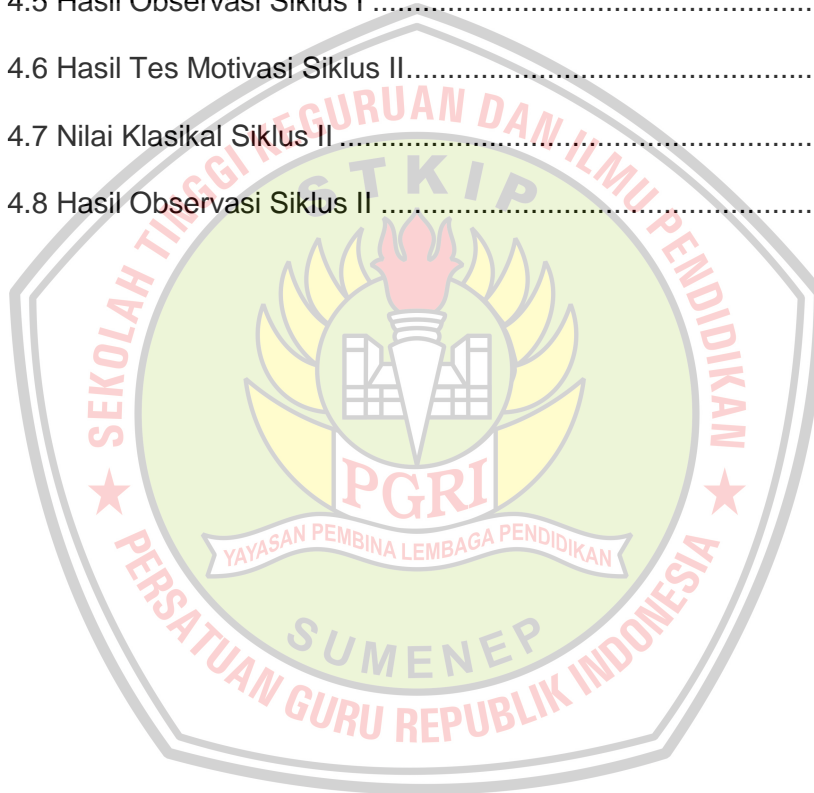 4.5 Hasil Observasi Siklus I ......................................................
4.6 Hasil Tes Motivasi Siklus II..................................................
4.7 Nilai Klasikal Siklus II ..........................................................
4.8 Hasil Observasi Siklus II .....................................................
SEKOLAH TINGGI KEGURUAN DAN ILMU PENDIDIKAN
STKIP
PGRI
YAYASAN PEMBINA LEMBAGA PENDIDIKAN
SUMENEP
★ PERSATUAN GURU REPUBLIK INDONESIA ★